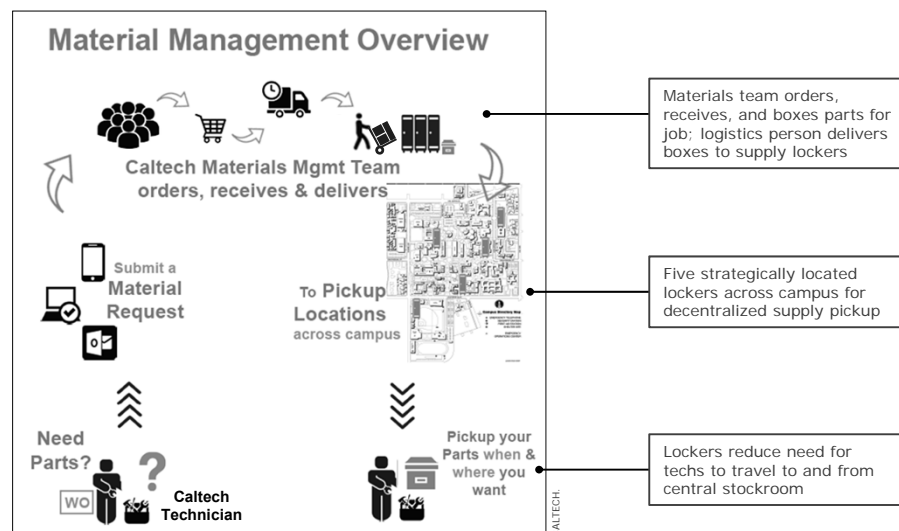 Material Management Overview
Caltech Materials Mgmt Team
orders, receives & delivers
Submit a
Material
Request
To Pickup
Locations
across campus
Campus Directory Map
Need
Parts?
WO
Caltech
Technician
Pickup your
Parts when &
where you
want
ALTECH.
Materials team orders,
receives, and boxes parts for
job; logistics person delivers
boxes to supply lockers
Five strategically located
lockers across campus for
decentralized supply pickup
Lockers reduce need for
techs to travel to and from
central stockroom